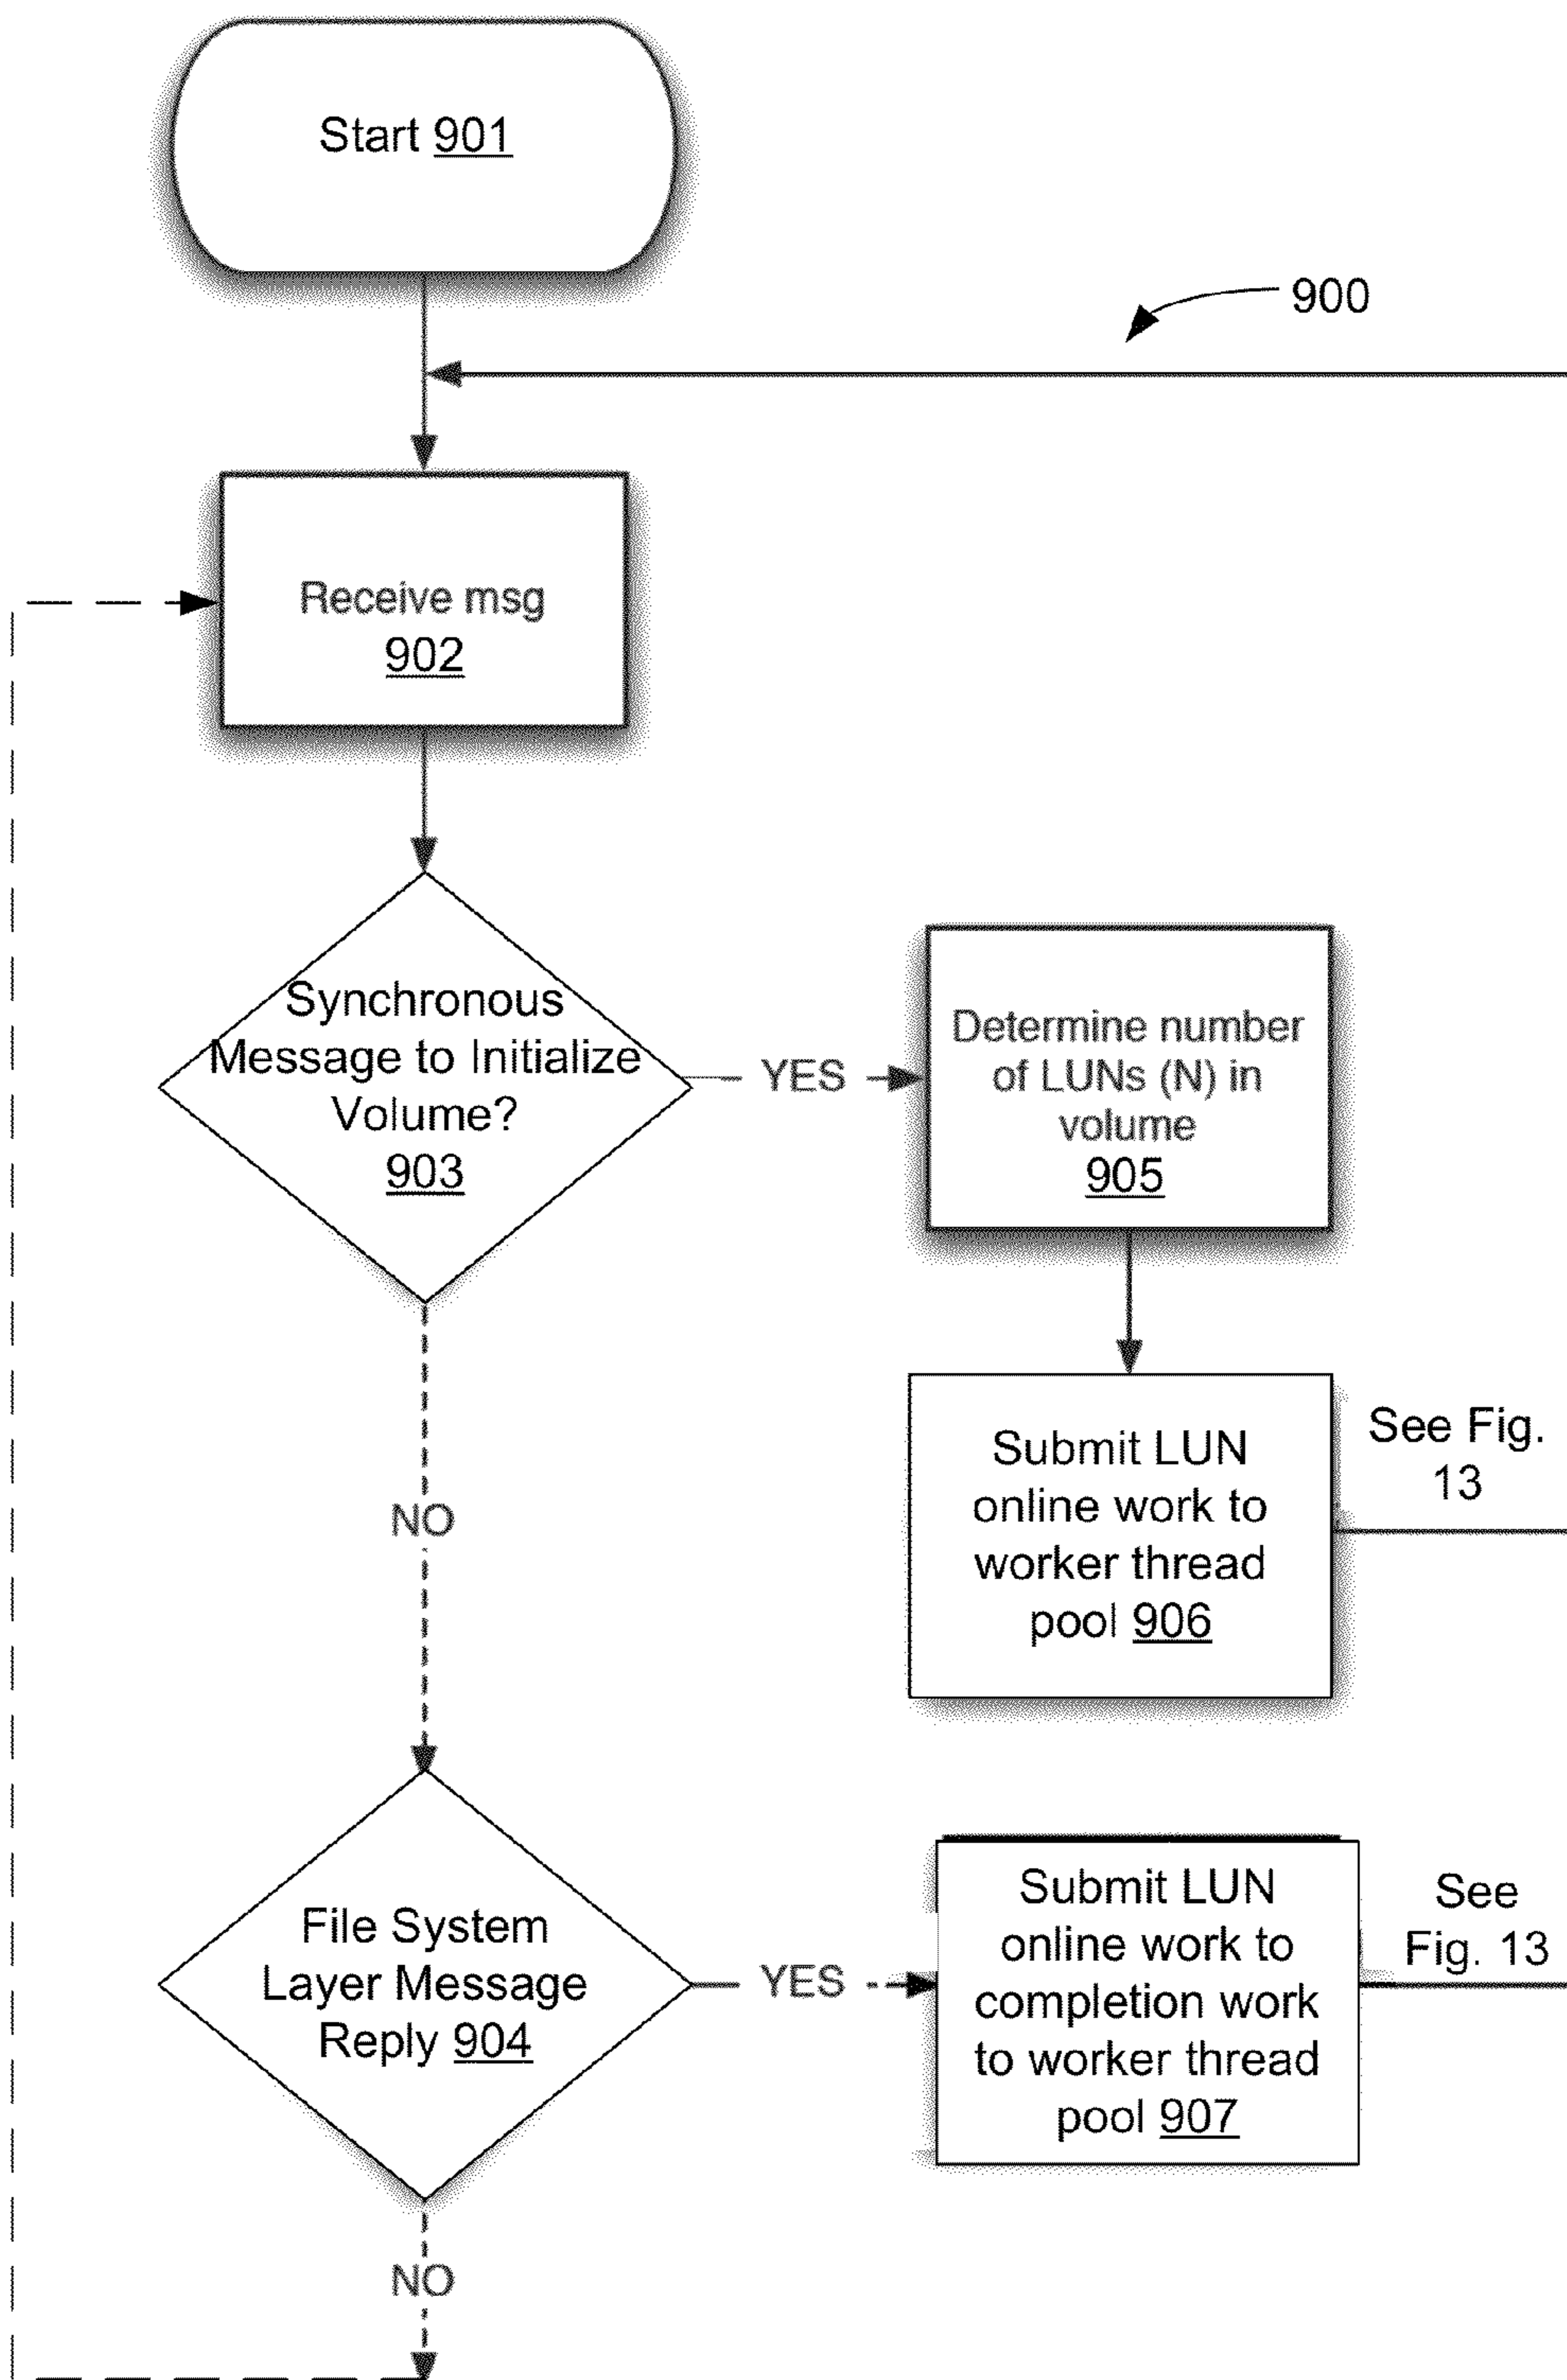 Start 901
900
Receive msg
902
Synchronous
Message to Initialize
Volume?
903
YES
Determine number
of LUNs (N) in
volume
905
NO
Submit LUN
online work to
worker thread
pool 906
See Fig.
13
File System
Layer Message
Reply 904
YES
Submit LUN
online work to
completion work
to worker thread
pool 907
See
Fig. 13
NO